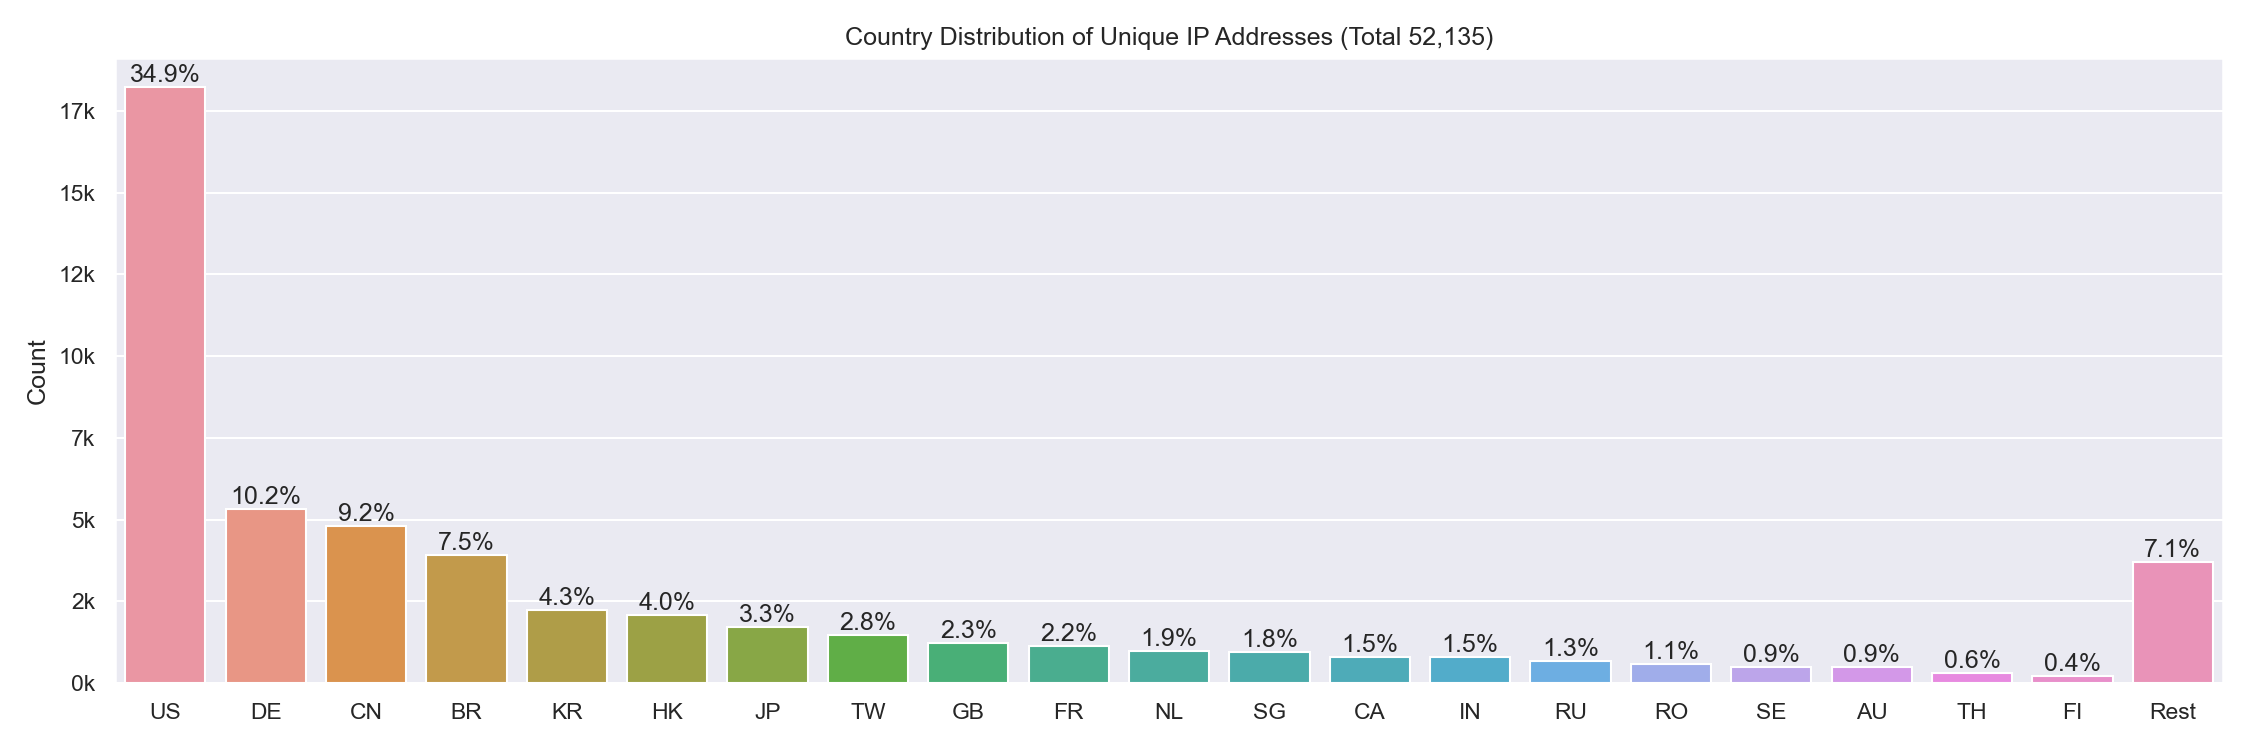 Country Distribution of Unique IP Addresses (Total 52,135)
Count
17k
15k
12k
10k
7k
5k
2k
0k
34.9%
10.2%
9.2%
7.5%
4.3%
4.0%
3.3%
2.8%
2.3%
2.2%
1.9%
1.8%
1.5%
1.5%
1.3%
1.1%
0.9%
0.9%
0.6%
0.4%
7.1%
US DE CN BR KR HK JP TW GB FR NL SG CA IN RU RO SE AU TH FI Rest